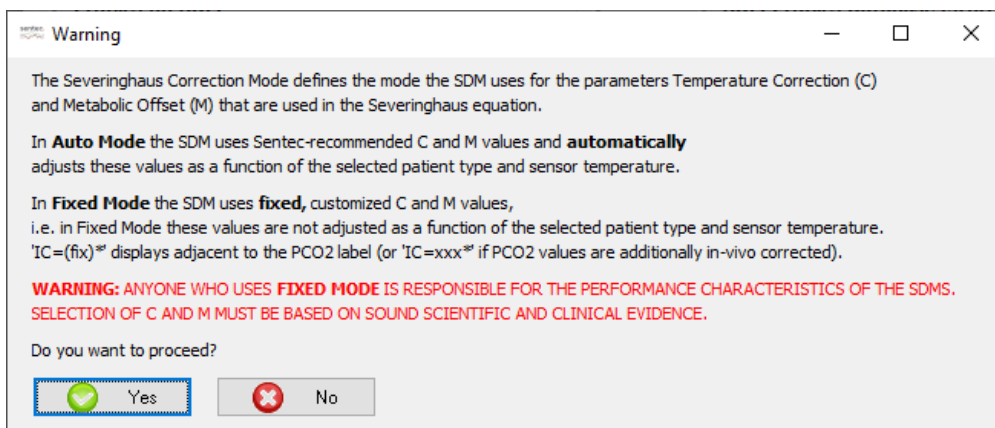 sentec
Warning
The Severinghaus Correction Mode defines the mode the SDM uses for the parameters Temperature Correction (C)
and Metabolic Offset (M) that are used in the Severinghaus equation.
In Auto Mode the SDM uses Sentec-recommended C and M values and automatically
adjusts these values as a function of the selected patient type and sensor temperature.
In Fixed Mode the SDM uses fixed, customized C and M values,
i.e. in Fixed Mode these values are not adjusted as a function of the selected patient type and sensor temperature.
'IC=(fix)*' displays adjacent to the PCO2 label (or 'IC=xxx*' if PCO2 values are additionally in-vivo corrected).
WARNING: ANYONE WHO USES FIXED MODE IS RESPONSIBLE FOR THE PERFORMANCE CHARACTERISTICS OF THE SDMS.
SELECTION OF C AND M MUST BE BASED ON SOUND SCIENTIFIC AND CLINICAL EVIDENCE.
Do you want to proceed?
Yes
No